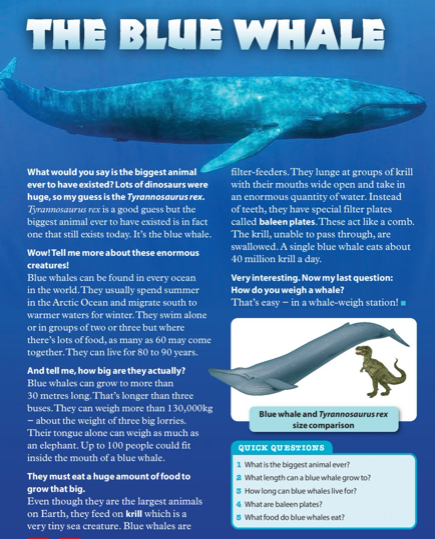 THE BLUE WHALE
What would you say is the biggest animal
ever to have existed? Lots of dinosaurs were
huge, so my guess is the Tyrannosaurus rex.
Tyrannosaurus rex is a good guess but the
biggest animal ever to have existed is in fact
one that still exists today. It's the blue whale.
Wow! Tell me more about these enormous
creatures!
Blue whales can be found in every ocean
in the world. They usually spend summer
in the Arctic Ocean and migrate south to
warmer waters for winter. They swim alone
or in groups of two or three but where
there's lots of food, as many as 60 may come
together. They can live for 80 to 90 years.
And tell me, how big are they actually?
Blue whales can grow to more than
30 metres long. That's longer than three
buses. They can weigh more than 130,000kg
– about the weight of three big lorries.
Their tongue alone can weigh as much as
an elephant. Up to 100 people could fit
inside the mouth of a blue whale.
They must eat a huge amount of food to
grow that big.
Even though they are the largest animals
on Earth, they feed on krill which is a
very tiny sea creature. Blue whales are
filter-feeders. They lunge at groups of krill
with their mouths wide open and take in
an enormous quantity of water. Instead
of teeth, they have special filter plates
called baleen plates. These act like a comb.
The krill, unable to pass through, are
swallowed. A single blue whale eats about
40 million krill a day.
Very interesting. Now my last question:
How do you weigh a whale?
That's easy – in a whale-weigh station!
Blue whale and Tyrannosaurus rex
size comparison
QUICK QUESTIONS
1 What is the biggest animal ever?
2 What length can a blue whale grow to?
3 How long can blue whales live for?
4 What are baleen plates?
5 What food do blue whales eat?